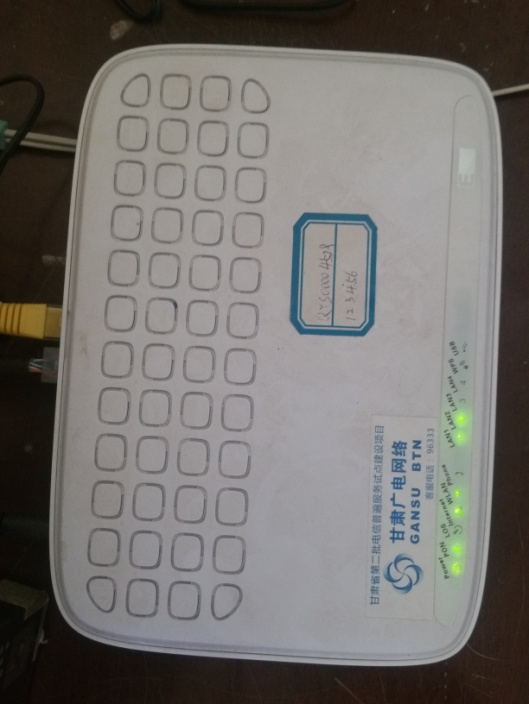 甘肃省第二批电信普遍服务试点建设项目
甘肃广电网络
GANSU BTN
客服电话：96333
123456
Power PON LOS Internet WLAN Phone LAN1 LAN2 LAN3 LAN4 WPS USB